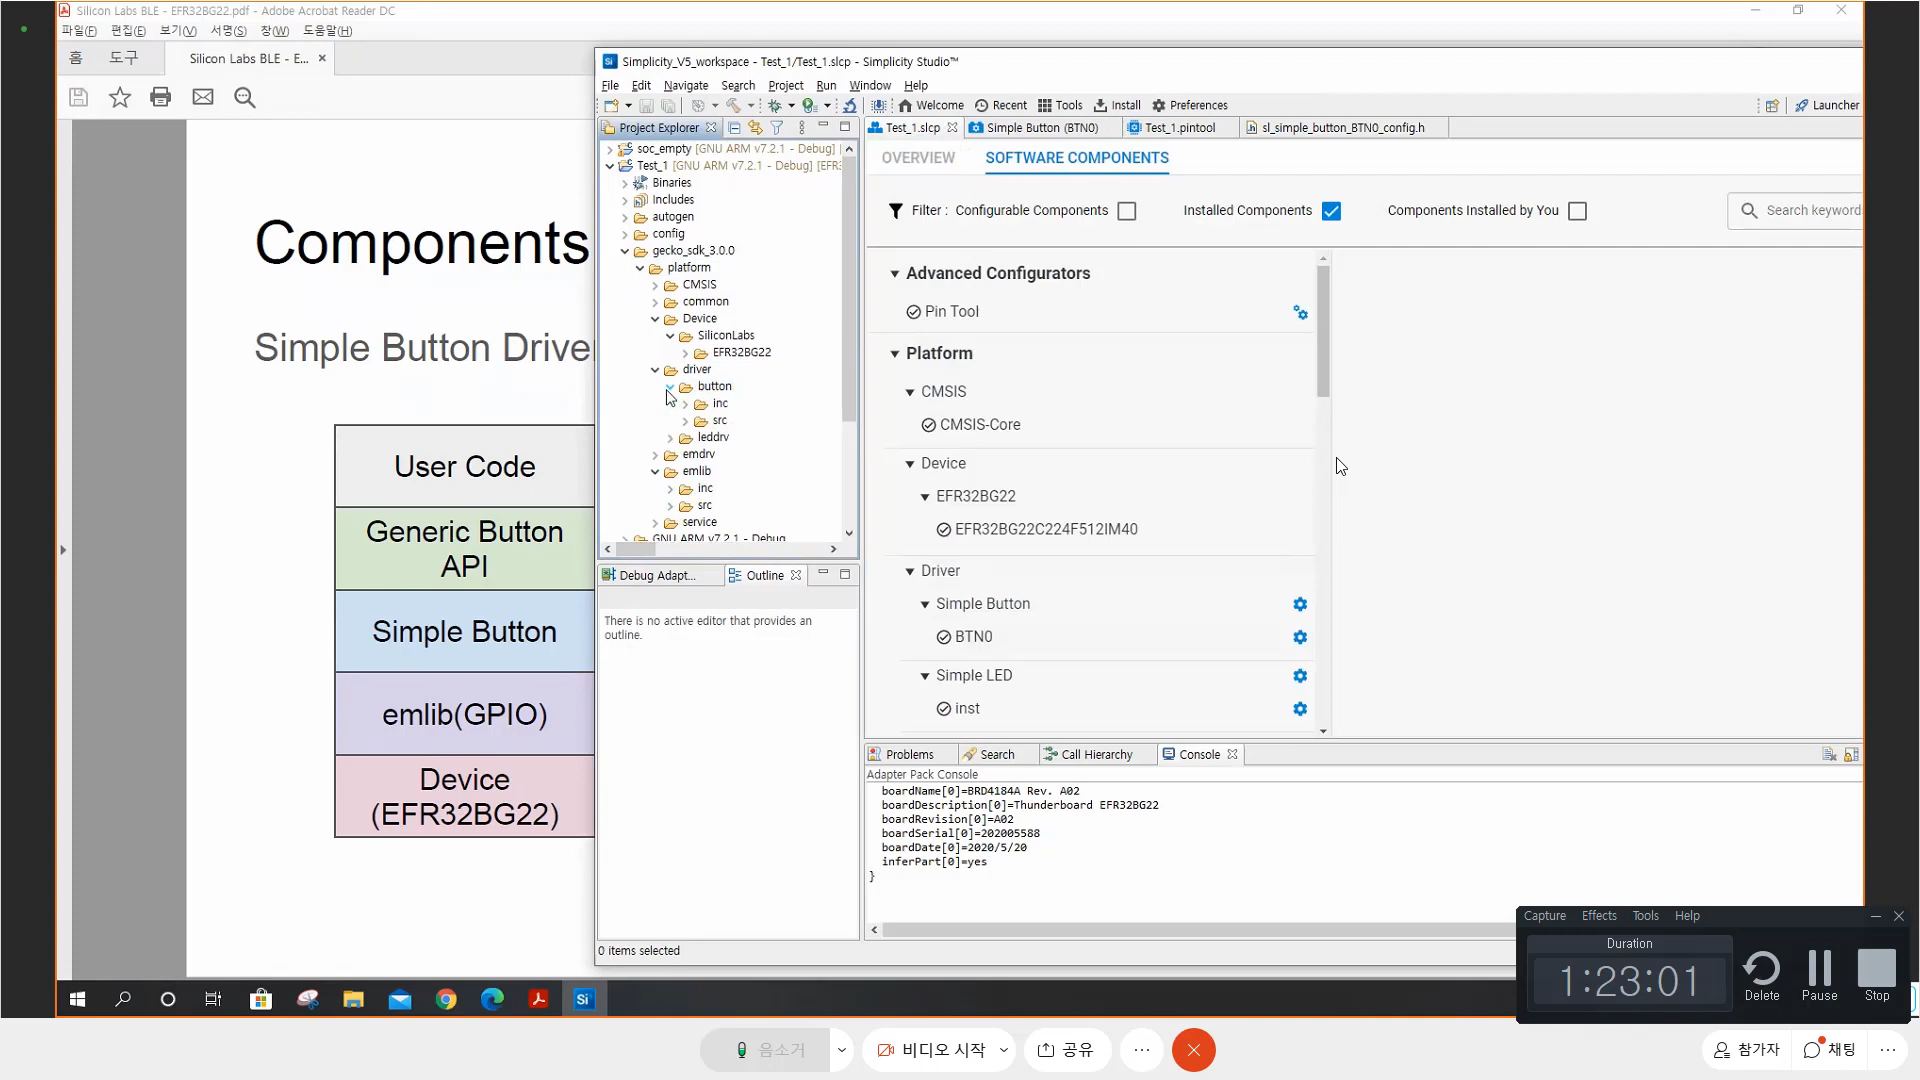 Silicon Labs BLE - EFR32BG22.pdf - Adobe Acrobat Reader DC
파일(F) 편집(E) 보기(V) 서명(S) 창(W) 도움말(H)
홈 도구 Silicon Labs BLE - E... ×
Components
Simple Button Driver
User Code
Generic Button
API
Simple Button
emlib(GPIO)
Device
(EFR32BG22)
Simplicity_V5_workspace - Test_1/Test_1.slcp - Simplicity Studio™
File Edit Navigate Search Project Run Window Help
Welcome Recent Tools Install Preferences Launcher
Project Explorer
soc_empty [GNU ARM v7.2.1 - Debug]
Test_1 [GNU ARM v7.2.1 - Debug] [EFR3
Binaries
Includes
autogen
config
gecko_sdk_3.0.0
platform
CMSIS
common
Device
SiliconLabs
EFR32BG22
driver
button
inc
src
leddrv
emdrv
emlib
inc
src
service
GNU ARM v7.2.1 - Debug
Debug Adapt... Outline
There is no active editor that provides an
outline.
0 items selected
Test_1.slcp Simple Button (BTN0) Test_1.pintool sl_simple_button_BTN0_config.h
OVERVIEW SOFTWARE COMPONENTS
Filter : Configurable Components Installed Components Components Installed by You Search keyword
Advanced Configurators
Pin Tool
Platform
CMSIS
CMSIS-Core
Device
EFR32BG22
EFR32BG22C224F512IM40
Driver
Simple Button
BTN0
Simple LED
inst
Problems Search Call Hierarchy Console
Adapter Pack Console
boardName[0]=BRD4184A Rev. A02
boardDescription[0]=Thunderboard EFR32BG22
boardRevision[0]=A02
boardSerial[0]=202005588
boardDate[0]=2020/5/20
inferPart[0]=yes
}
Capture Effects Tools Help
Duration
1:23:01
Delete Pause Stop
음소거 비디오 시작 공유 ... 참가자 채팅 ...